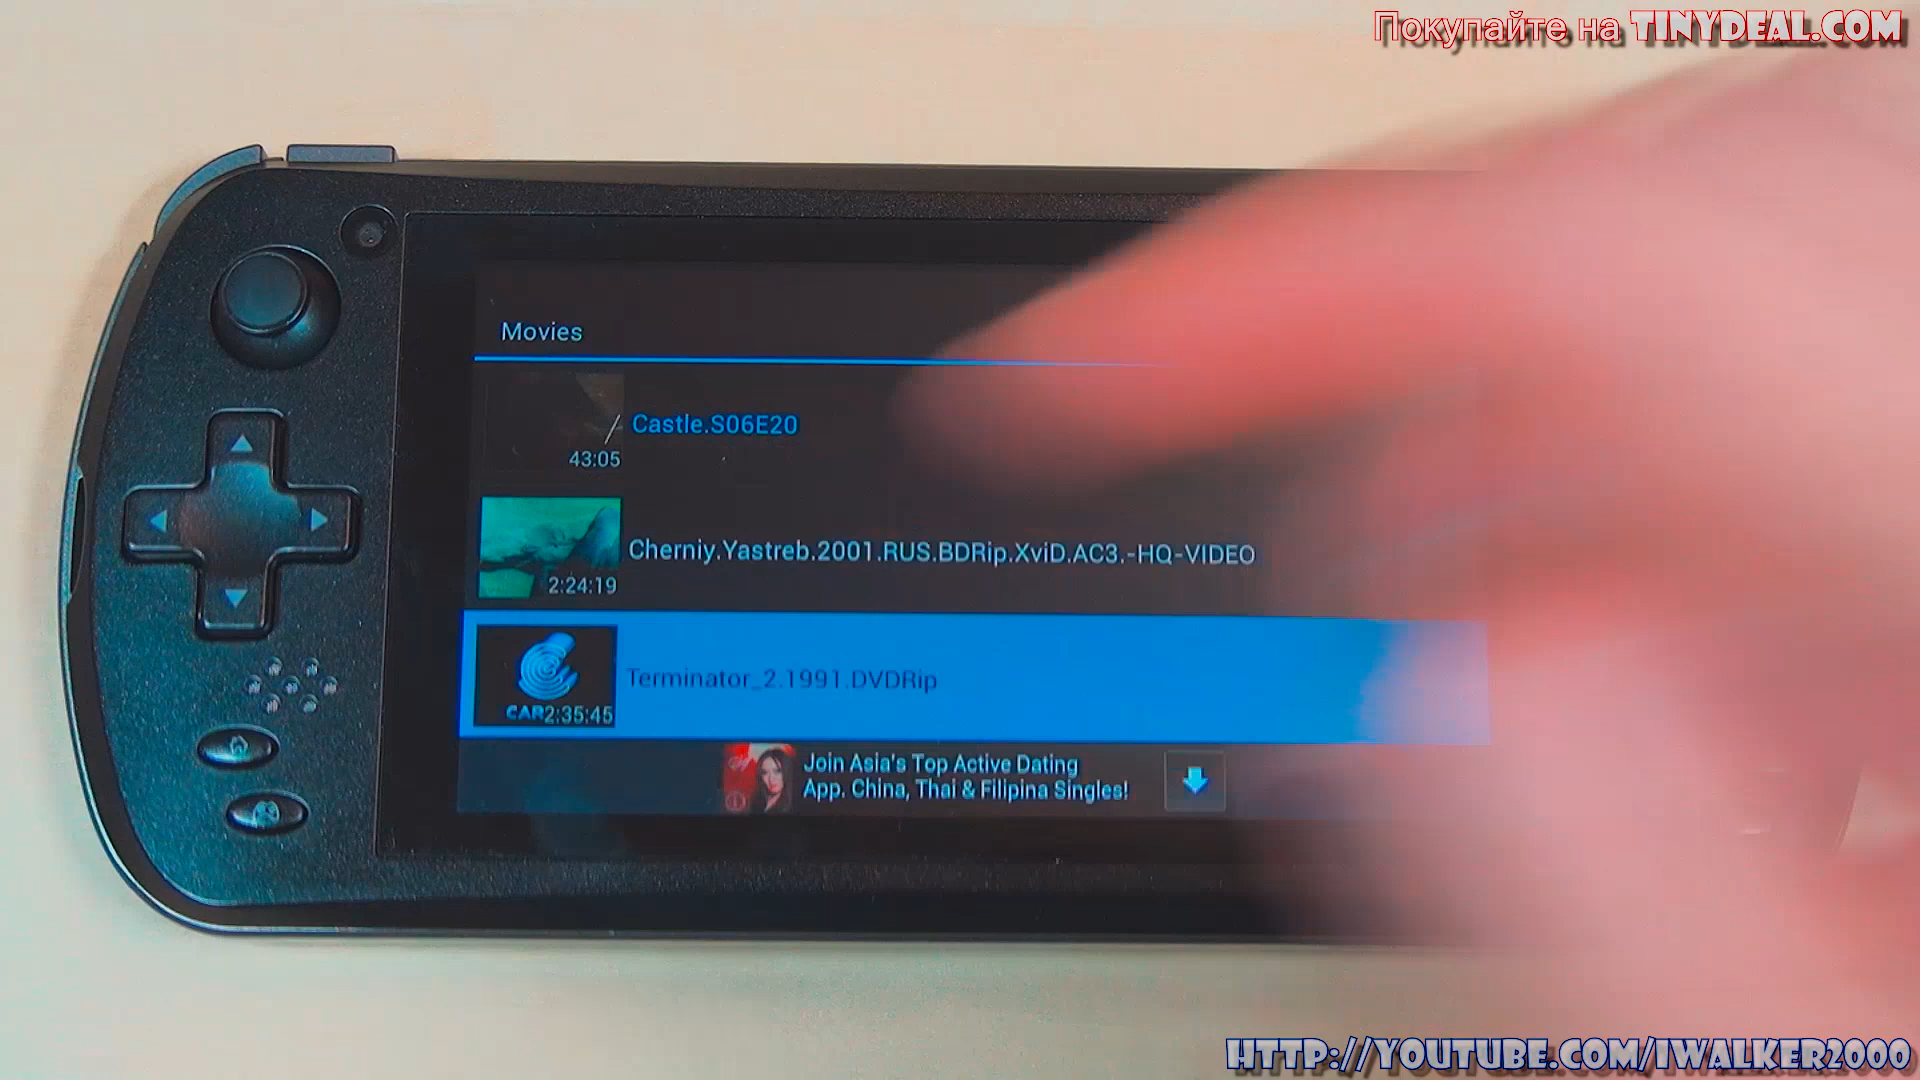 Покупайте на TINYDEAL.COM
Movies
Castle.S06E20
43:05
Cherniy.Yastreb.2001.RUS.BDRip.XviD.AC3.-HQ-VIDEO
2:24:19
Terminator_2.1991.DVDRip
CAR2:35:45
Join Asia's Top Active Dating
App. China, Thai & Filipina Singles!
HTTP://YOUTUBE.COM/IWALKER2000